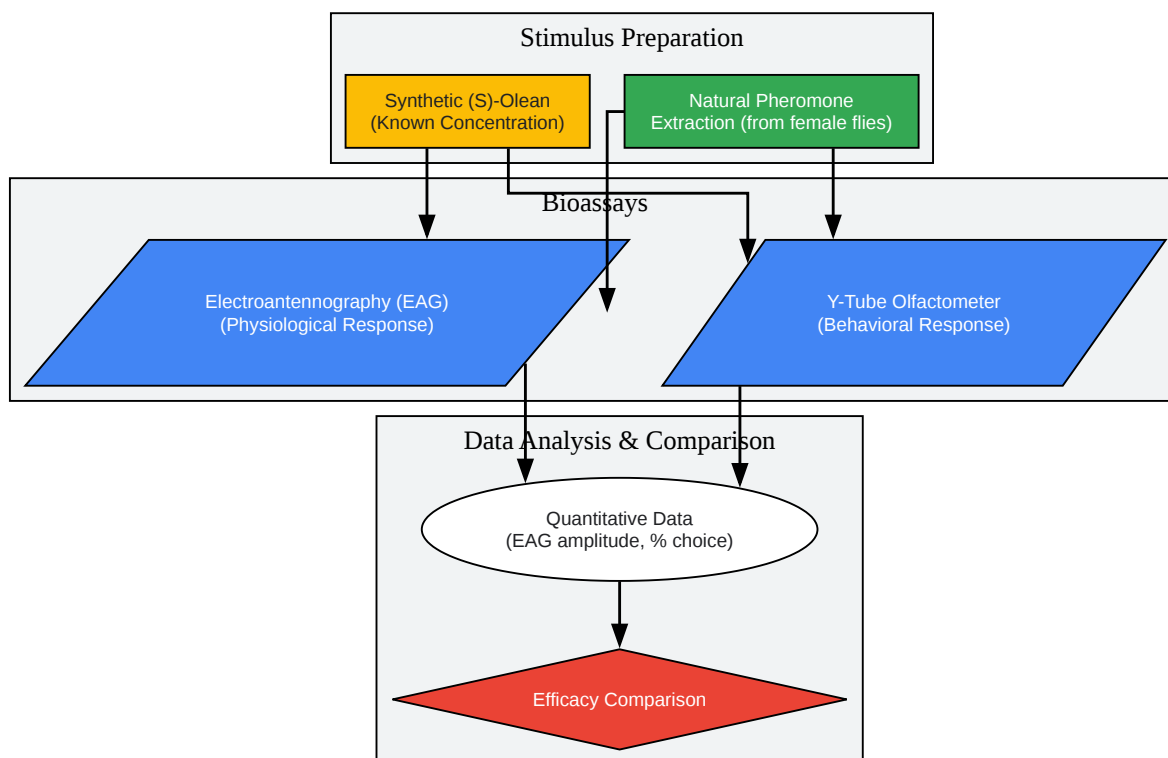 Stimulus Preparation
Synthetic (S)-Olean
(Known Concentration)
Natural Pheromone
Extraction (from female flies)
Bioassays
Electroantennography (EAG)
(Physiological Response)
Y-Tube Olfactometer
(Behavioral Response)
Data Analysis & Comparison
Quantitative Data
(EAG amplitude, % choice)
Efficacy Comparison